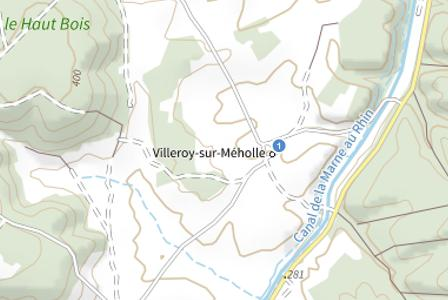 le Haut Bois
400
Villeroy-sur-Méholle
1
Canal de la Marne au Rhin
281